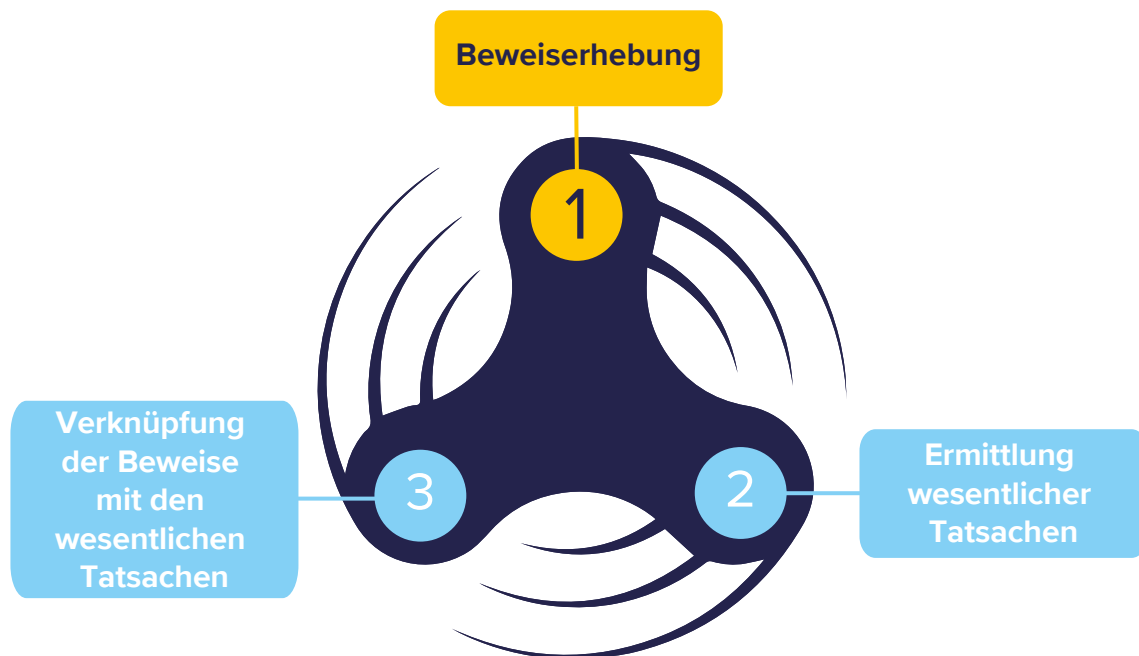 Beweiserhebung
1
Verknüpfung
der Beweise
mit den
wesentlichen
Tatsachen
3
2
Ermittlung
wesentlicher
Tatsachen